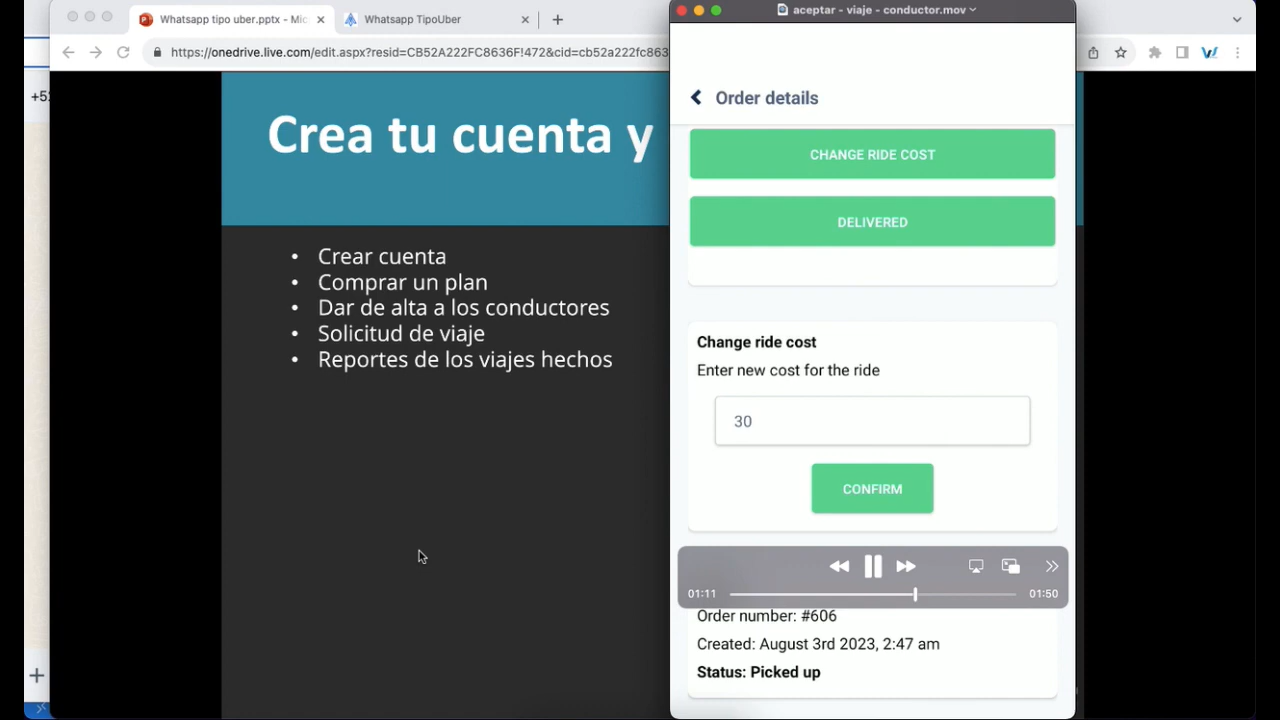 Whatsapp tipo uber.pptx - Mic
Whatsapp TipoUber
aceptar - viaje - conductor.mov
https://onedrive.live.com/edit.aspx?resid=CB52A222FC8636F!472&cid=cb52a222fc863
+52
Crea tu cuenta y
• Crear cuenta
• Comprar un plan
• Dar de alta a los conductores
• Solicitud de viaje
• Reportes de los viajes hechos
Order details
CHANGE RIDE COST
DELIVERED
Change ride cost
Enter new cost for the ride
30
CONFIRM
01:11
01:50
Order number: #606
Created: August 3rd 2023, 2:47 am
Status: Picked up